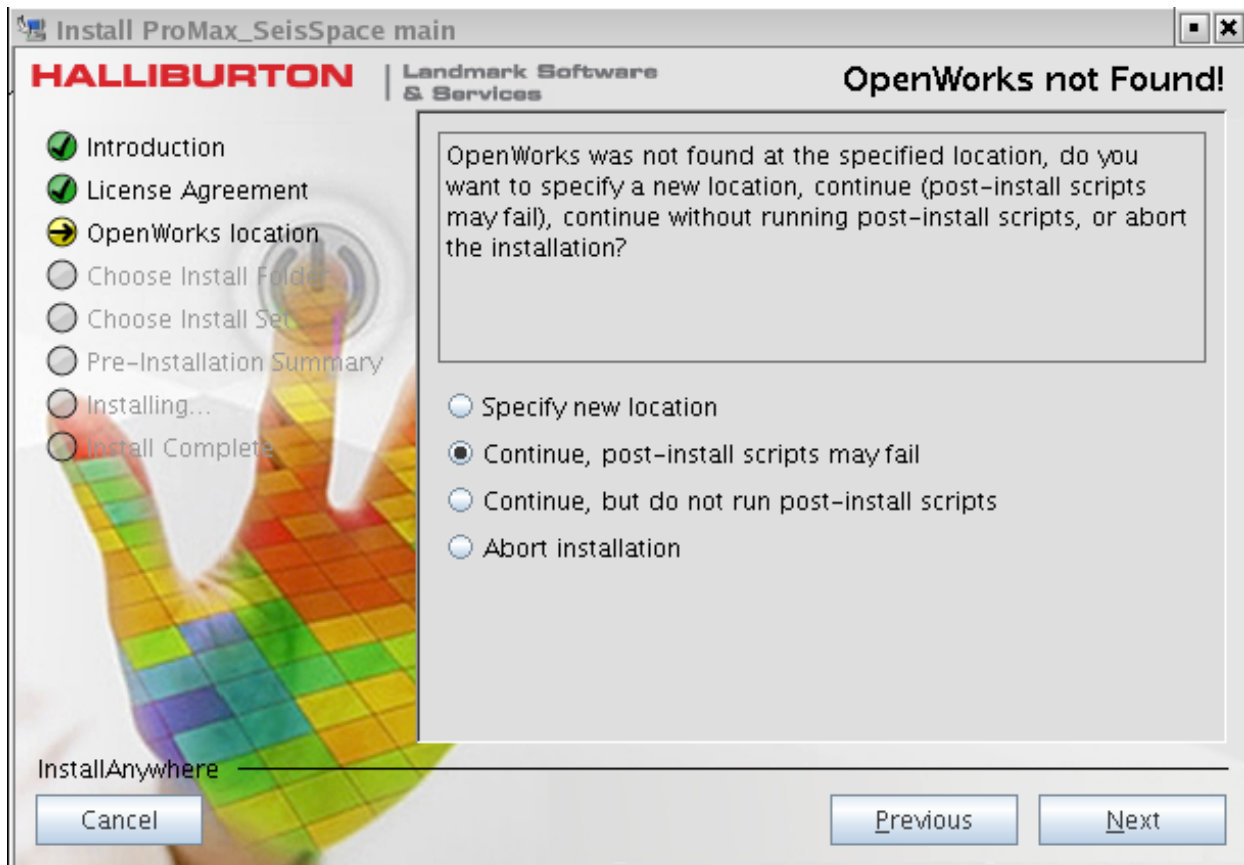 Install ProMax_SeisSpace main
HALLIBURTON
Landmark Software
& Services
OpenWorks not Found!
Introduction
License Agreement
OpenWorks location
Choose Install Folder
Choose Install Set
Pre-Installation Summary
Installing...
Install Complete
OpenWorks was not found at the specified location, do you
want to specify a new location, continue (post-install scripts
may fail), continue without running post-install scripts, or abort
the installation?
Specify new location
Continue, post-install scripts may fail
Continue, but do not run post-install scripts
Abort installation
InstallAnywhere
Cancel
Previous
Next